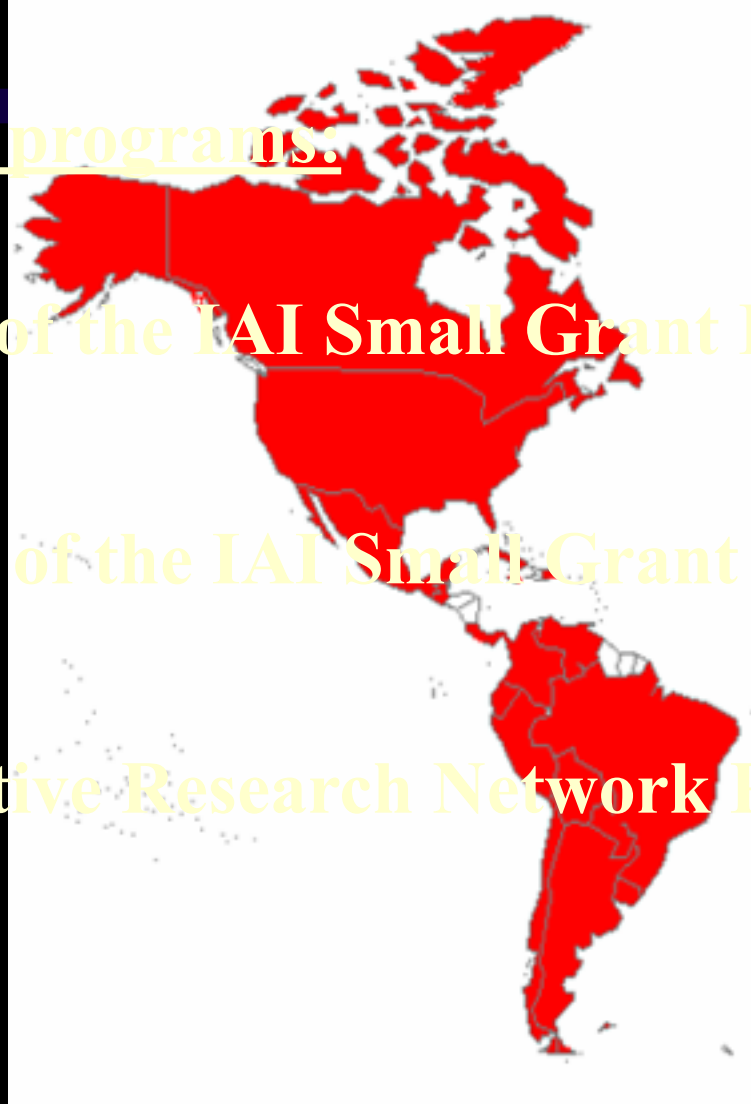 programs:
of the IAI Small Grant
of the IAI Small Grant
tive Research Network